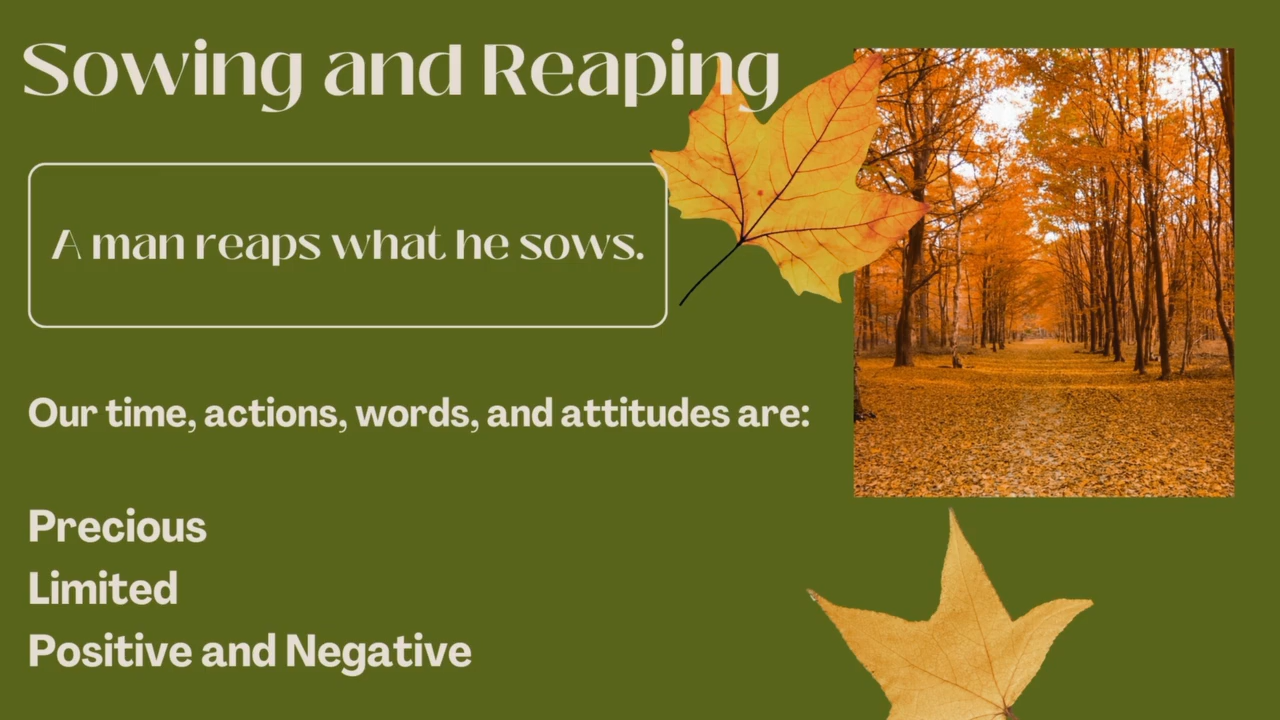 Sowing and Reaping
A man reaps what he sows.
Our time, actions, words, and attitudes are:
Precious
Limited
Positive and Negative